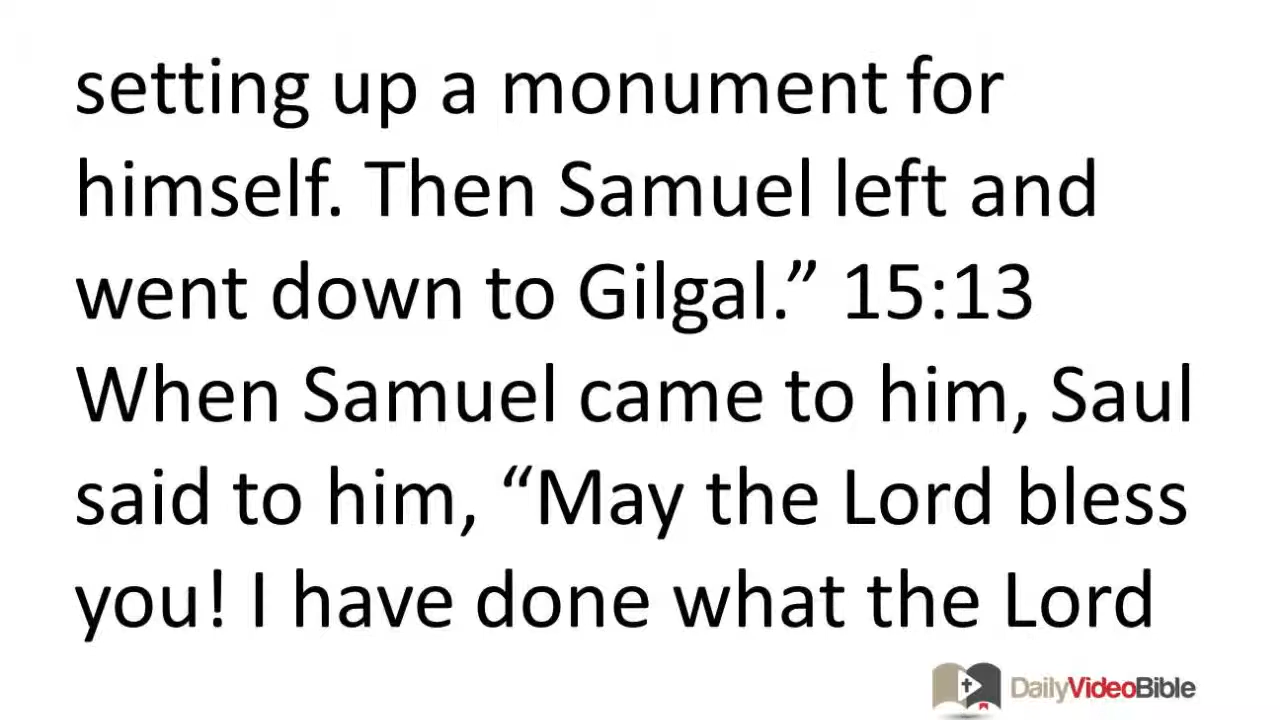 setting up a monument for
himself. Then Samuel left and
went down to Gilgal.” 15:13
When Samuel came to him, Saul
said to him, “May the Lord bless
you! I have done what the Lord
DailyVideoBible